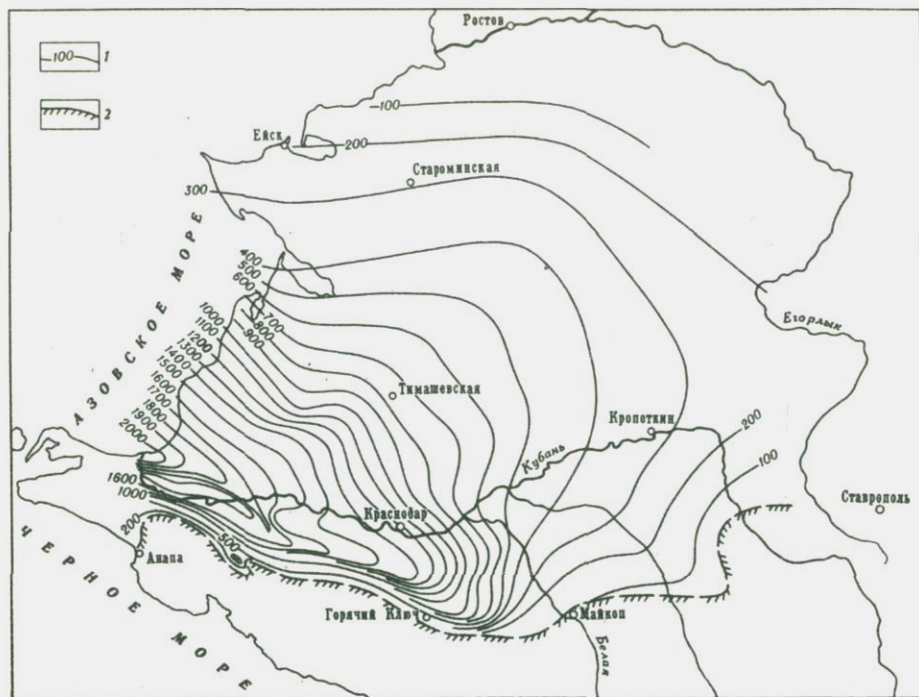 Ростов
100 1
2
100
Ейск
200
Староминская
300
АЗОВСКОЕ МОРЕ
400
500
600
700
800
900
1000
1100
1200
1300
1400
1500
1600
1700
1800
1900
2000
Егорлык
Тимашевская
Кропоткин
200
Кубань
100
1600
1000
Краснодар
Ставрополь
200
500
Анапа
ЧЕРНОЕ МОРЕ
Горячий Ключ
Майкоп
Белая